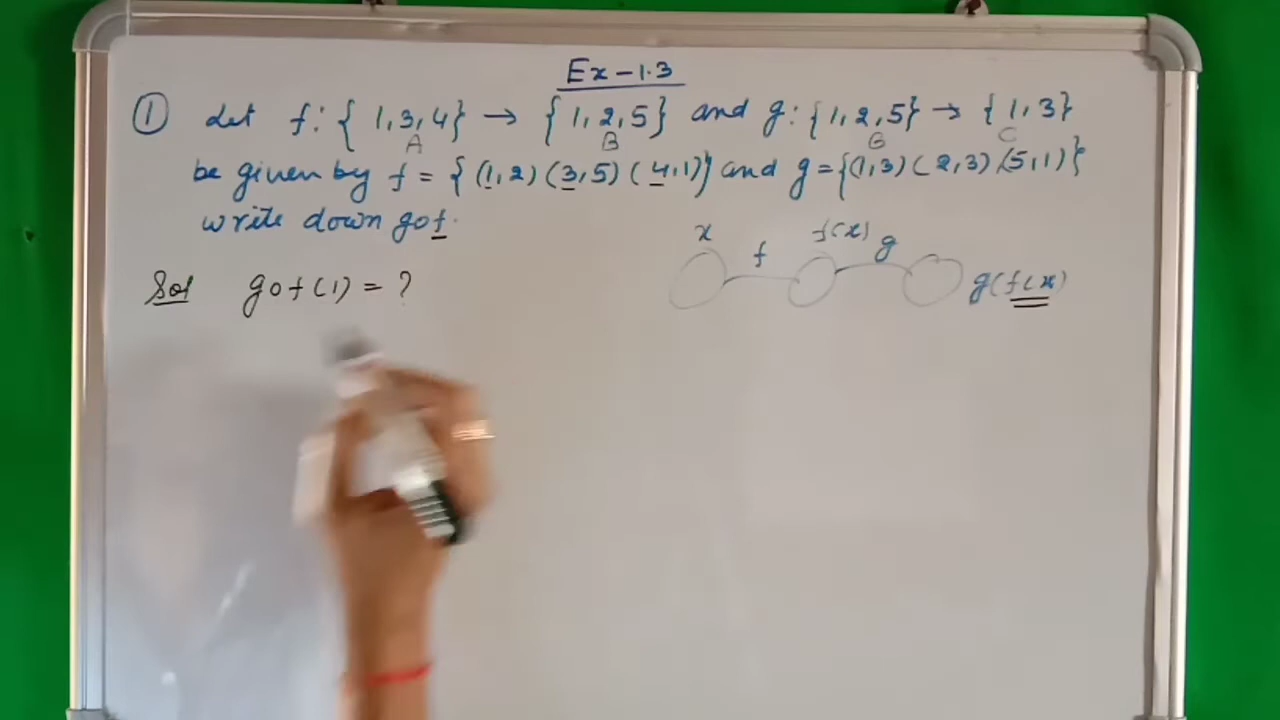 Ex-1.3
① Let f: { 1,3,4} → { 1,2,5} and g: {1,2,5} → { 1,3}
A B B C
be given by f = { (1,2) (3,5) (4,1)} and g = {(1,3) (2,3) (5,1)}
write down gof.
x f f(x) g g(f(x)
Sol gof(1) = ?